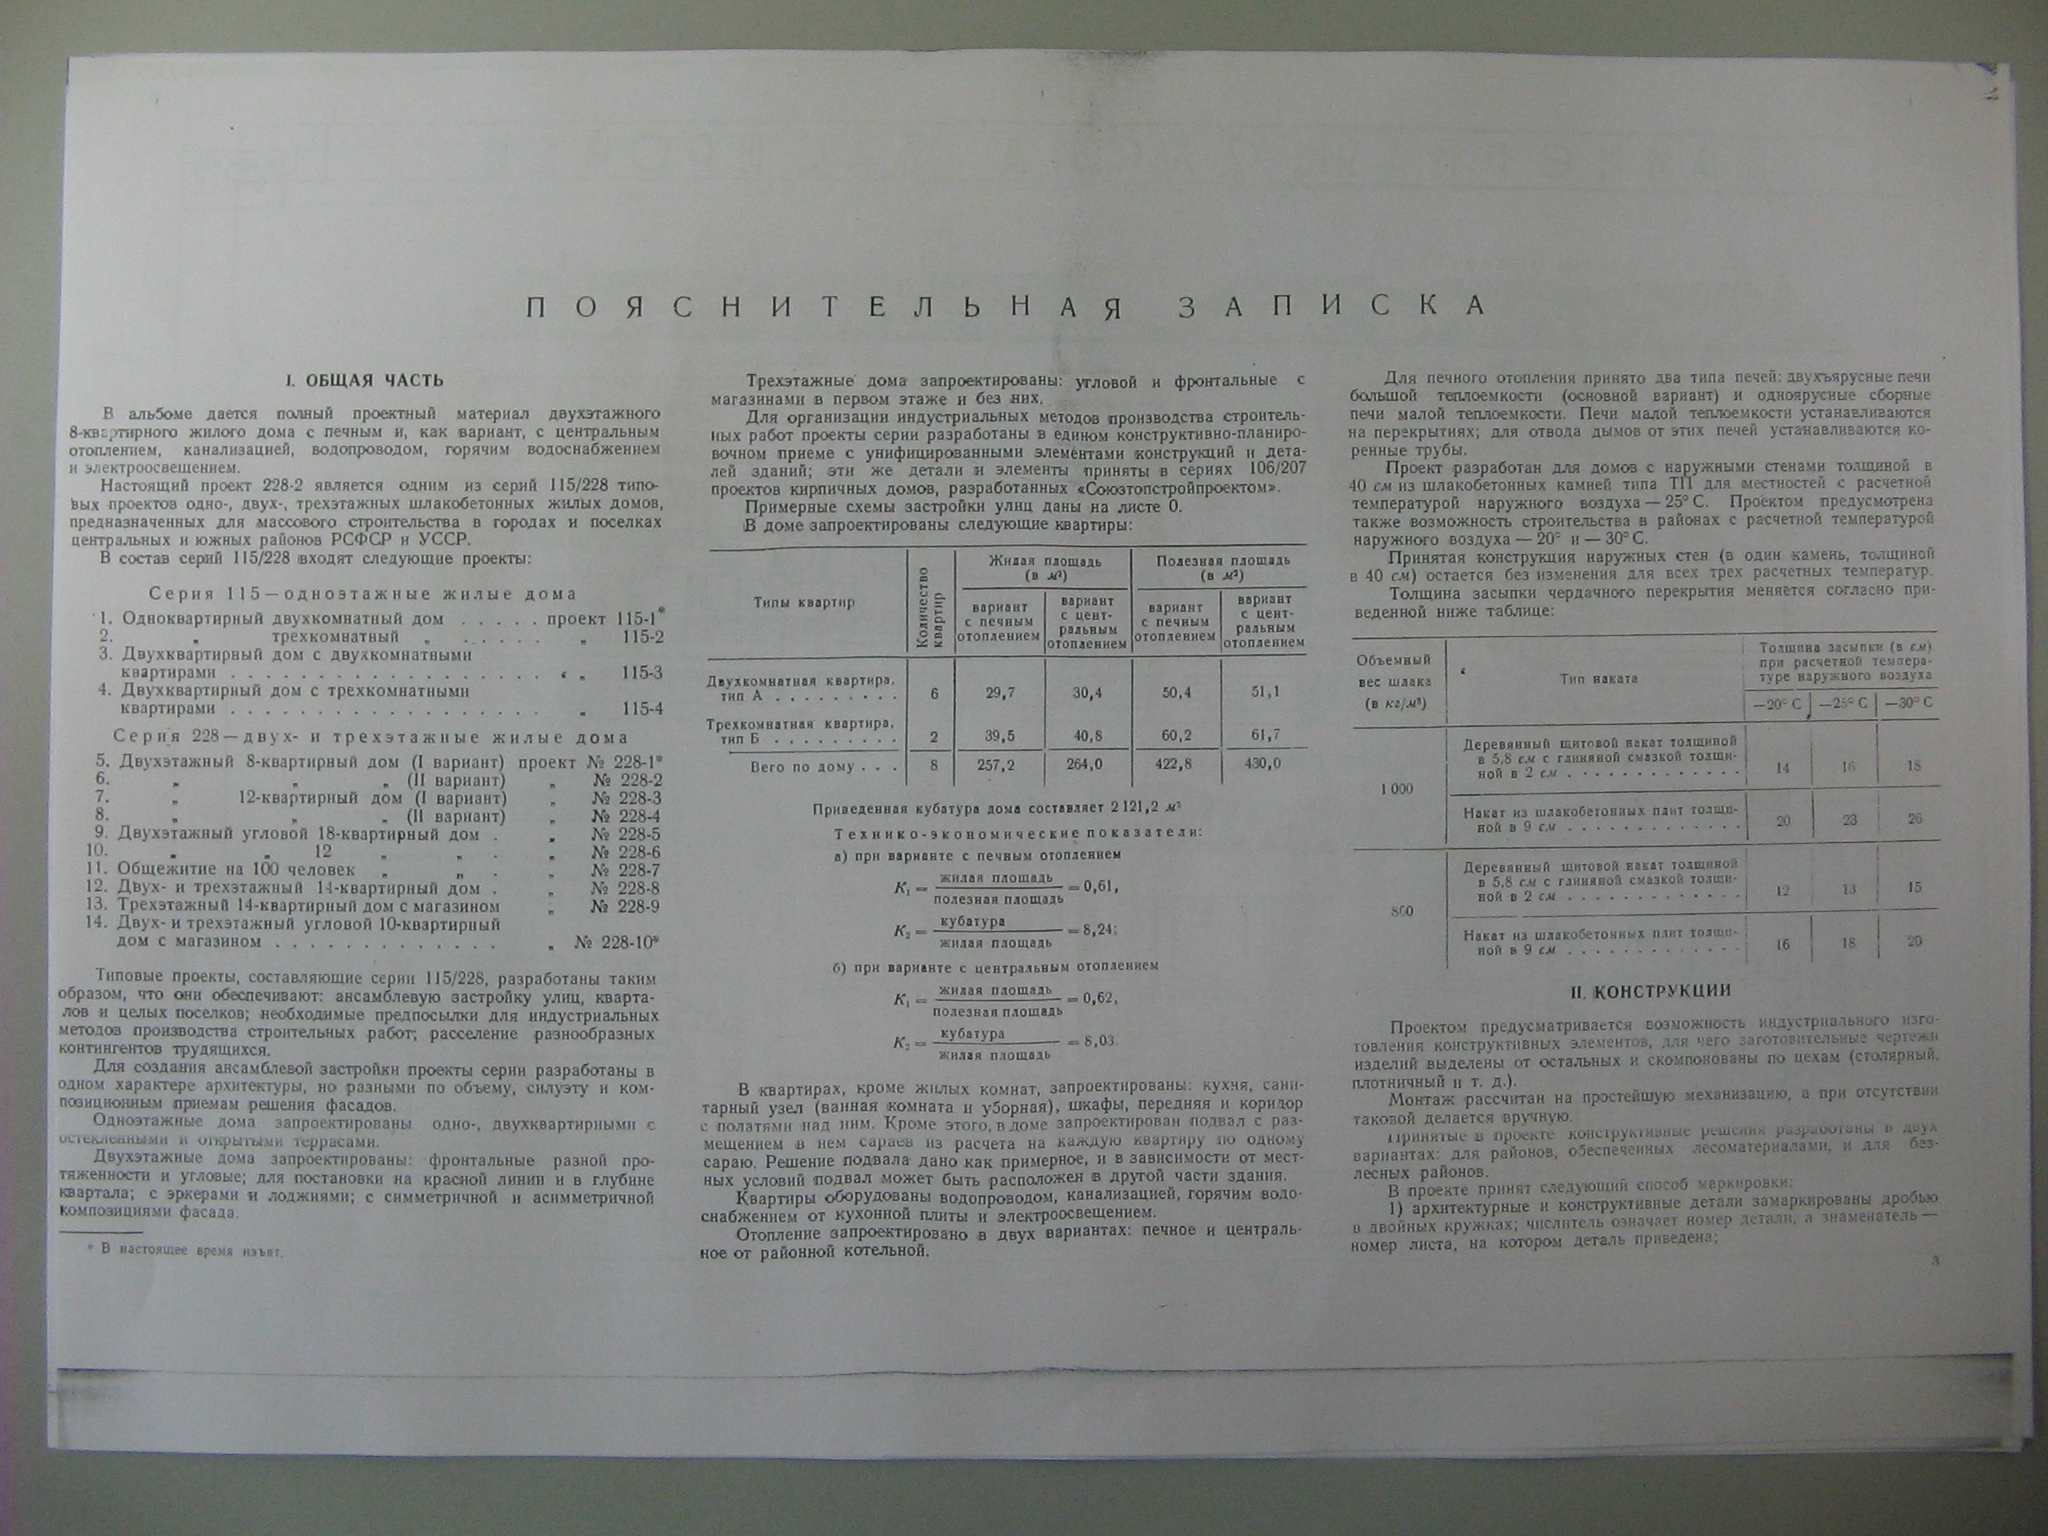 ПОЯСНИТЕЛЬНАЯ ЗАПИСКА
I. ОБЩАЯ ЧАСТЬ
В альбоме дается полный проектный материал двухэтажного
8-квартирного жилого дома с печным и, как вариант, с центральным
отоплением, канализацией, водопроводом, горячим водоснабжением
и электроосвещением.
Настоящий проект 228-2 является одним из серий 115/228 типо-
вых проектов одно-, двух-, трехэтажных шлакобетонных жилых домов,
предназначенных для массового строительства в городах и поселках
центральных и южных районов РСФСР и УССР.
В состав серий 115/228 входят следующие проекты:
Серия 115—одноэтажные жилые дома
1. Одноквартирный двухкомнатный дом . . . . . проект 115-1*
2. „ трехкомнатный „ . . . . . „ 115-2
3. Двухквартирный дом с двухкомнатными
квартирами . . . . . . . . . . . . . . . . . . „ 115-3
4. Двухквартирный дом с трехкомнатными
квартирами . . . . . . . . . . . . . . . . . . „ 115-4
Серия 228—двух- и трехэтажные жилые дома
5. Двухэтажный 8-квартирный дом (I вариант) проект № 228-1*
6. „ „ „ (II вариант) „ № 228-2
7. „ 12-квартирный дом (I вариант) „ № 228-3
8. „ „ „ (II вариант) „ № 228-4
9. Двухэтажный угловой 18-квартирный дом . „ № 228-5
10. „ „ 12 „ „ . „ № 228-6
11. Общежитие на 100 человек „ „ . „ № 228-7
12. Двух- и трехэтажный 14-квартирный дом . „ № 228-8
13. Трехэтажный 14-квартирный дом с магазином „ № 228-9
14. Двух- и трехэтажный угловой 10-квартирный
дом с магазином . . . . . . . . . . . . . „ № 228-10*
Типовые проекты, составляющие серии 115/228, разработаны таким
образом, что они обеспечивают: ансамблевую застройку улиц, кварта-
лов и целых поселков; необходимые предпосылки для индустриальных
методов производства строительных работ; расселение разнообразных
контингентов трудящихся.
Для создания ансамблевой застройки проекты серии разработаны в
одном характере архитектуры, но разными по объему, силуэту и ком-
позиционным приемам решения фасадов.
Одноэтажные дома запроектированы одно-, двухквартирными с
остекленными и открытыми террасами.
Двухэтажные дома запроектированы: фронтальные разной про-
тяженности и угловые; для постановки на красной линии и в глубине
квартала; с эркерами и лоджиями; с симметричной и асимметричной
композициями фасада.
* В настоящее время изъят.
Трехэтажные дома запроектированы: угловой и фронтальные с
магазинами в первом этаже и без них.
Для организации индустриальных методов производства строитель-
ных работ проекты серии разработаны в едином конструктивно-планиро-
вочном приеме с унифицированными элементами конструкций и дета-
лей зданий; эти же детали и элементы приняты в сериях 106/207
проектов кирпичных домов, разработанных «Союзтопстройпроектом».
Примерные схемы застройки улиц даны на листе 0.
В доме запроектированы следующие квартиры:
Типы квартир
Количество квартир
Жилая площадь (в м²)
Полезная площадь (в м²)
вариант с печным отоплением
вариант с цент-ральным отоплением
вариант с печным отоплением
вариант с цент-ральным отоплением
Двухкомнатная квартира,
тип А . . . . . . . . . 6 29,7 30,4 50,4 51,1
Трехкомнатная квартира,
тип Б . . . . . . . . . 2 39,5 40,8 60,2 61,7
Вего по дому . . . 8 257,2 264,0 422,8 430,0
Приведенная кубатура дома составляет 2 121,2 м³
Технико-экономические показатели:
а) при варианте с печным отоплением
K₁ = жилая площадь / полезная площадь = 0,61,
K₂ = кубатура / жилая площадь = 8,24;
б) при варианте с центральным отоплением
K₁ = жилая площадь / полезная площадь = 0,62,
K₂ = кубатура / жилая площадь = 8,03.
В квартирах, кроме жилых комнат, запроектированы: кухня, сани-
тарный узел (ванная комната и уборная), шкафы, передняя и коридор
с полатями над ним. Кроме этого, в доме запроектирован подвал с раз-
мещением в нем сараев из расчета на каждую квартиру по одному
сараю. Решение подвала дано как примерное, и в зависимости от мест-
ных условий подвал может быть расположен в другой части здания.
Квартиры оборудованы водопроводом, канализацией, горячим водо-
снабжением от кухонной плиты и электроосвещением.
Отопление запроектировано в двух вариантах: печное и централь-
ное от районной котельной.
Для печного отопления принято два типа печей: двухъярусные печи
большой теплоемкости (основной вариант) и одноярусные сборные
печи малой теплоемкости. Печи малой теплоемкости устанавливаются
на перекрытиях; для отвода дымов от этих печей устанавливаются ко-
ренные трубы.
Проект разработан для домов с наружными стенами толщиной в
40 см из шлакобетонных камней типа ТП для местностей с расчетной
температурой наружного воздуха — 25° С. Проектом предусмотрена
также возможность строительства в районах с расчетной температурой
наружного воздуха — 20° и — 30° С.
Принятая конструкция наружных стен (в один камень, толщиной
в 40 см) остается без изменения для всех трех расчетных температур.
Толщина засыпки чердачного перекрытия меняется согласно при-
веденной ниже таблице:
Объемный вес шлака (в кг/м³)
Тип наката
Толщина засыпки (в см) при расчетной темпера-туре наружного воздуха
—20° С —25° С —30° С
1 000
Деревянный щитовой накат толщиной
в 5,8 см с глиняной смазкой толщи-
ной в 2 см . . . . . . . . . . . . 14 16 18
Накат из шлакобетонных плит толщи-
ной в 9 см . . . . . . . . . . . . 20 23 26
800
Деревянный щитовой накат толщиной
в 5,8 см с глиняной смазкой толщи-
ной в 2 см . . . . . . . . . . . . 12 13 15
Накат из шлакобетонных плит толщи-
ной в 9 см . . . . . . . . . . . . 16 18 20
II. КОНСТРУКЦИИ
Проектом предусматривается возможность индустриального изго-
товления конструктивных элементов, для чего заготовительные чертежи
изделий выделены от остальных и скомпонованы по цехам (столярный,
плотничный и т. д.).
Монтаж рассчитан на простейшую механизацию, а при отсутствии
таковой делается вручную.
Принятые в проекте конструктивные решения разработаны в двух
вариантах: для районов, обеспеченных лесоматериалами, и для без-
лесных районов.
В проекте принят следующий способ маркировки:
1) архитектурные и конструктивные детали замаркированы дробью
в двойных кружках; числитель означает номер детали, а знаменатель —
номер листа, на котором деталь приведена;
3